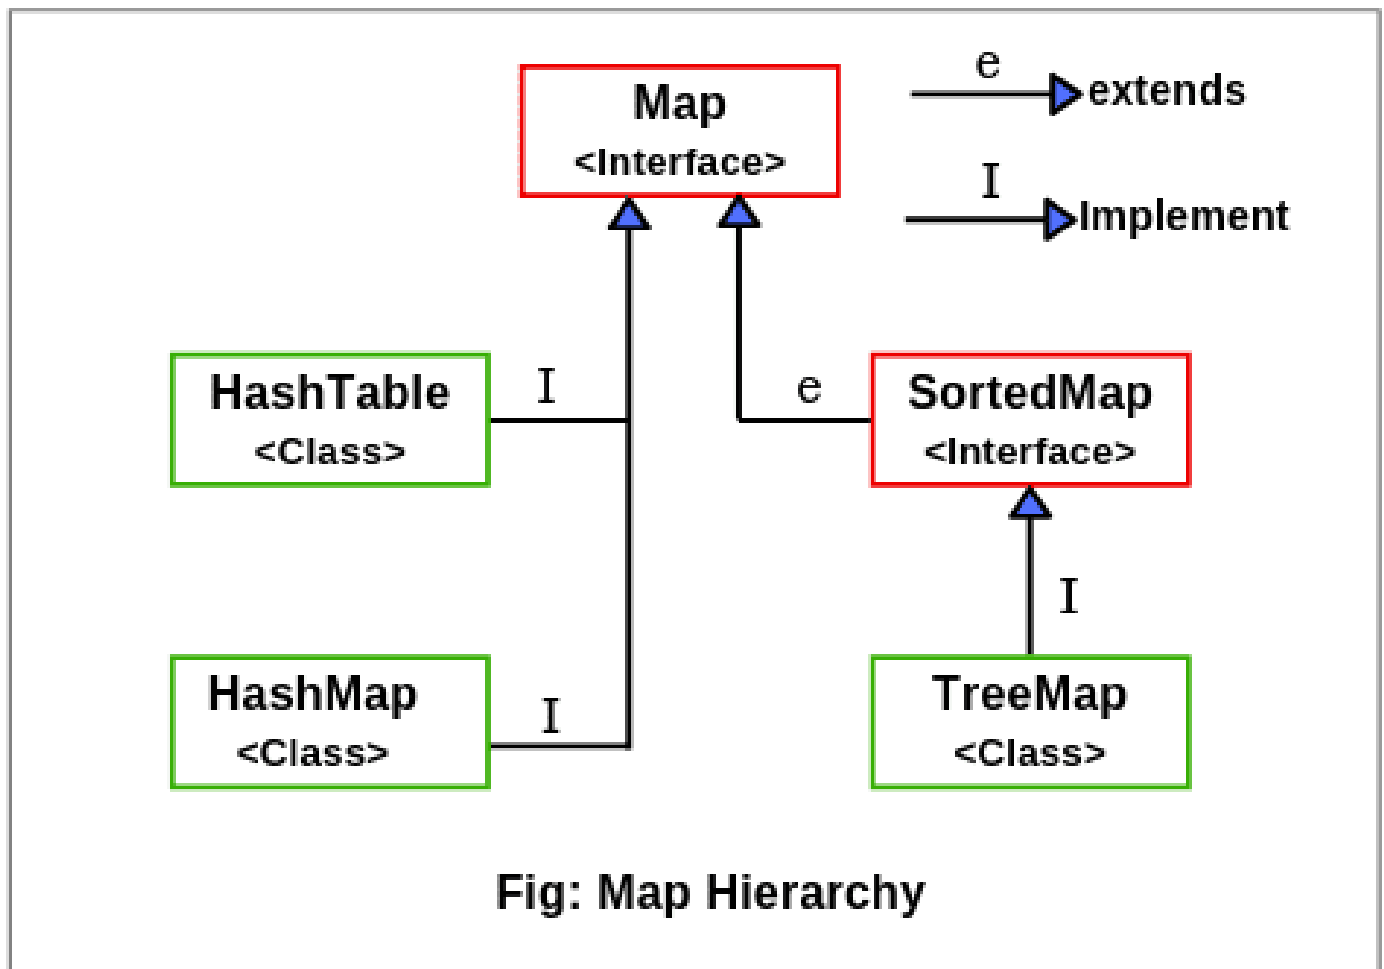 Map
<Interface>
e
extends
I
Implement
HashTable
<Class>
I
e
SortedMap
<Interface>
I
HashMap
<Class>
I
TreeMap
<Class>
Fig: Map Hierarchy